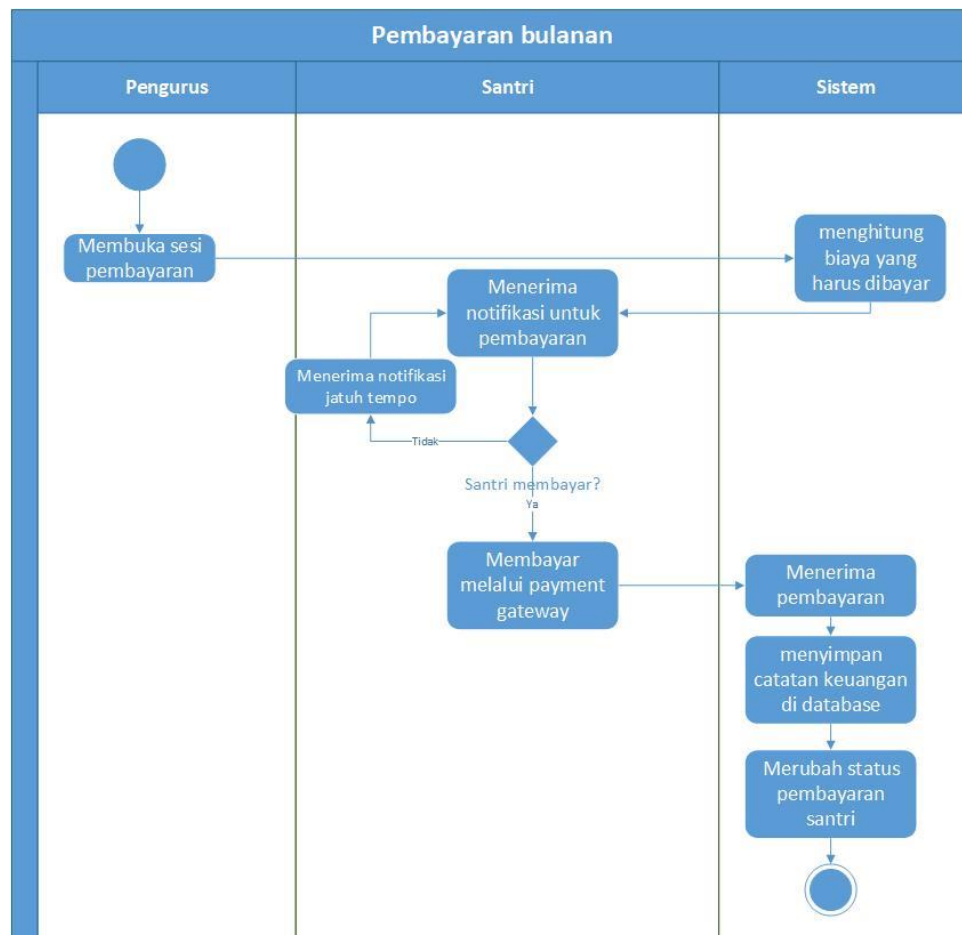 Pembayaran bulanan
Pengurus
Santri
Sistem
Membuka sesi
pembayaran
menghitung
biaya yang
harus dibayar
Menerima
notifikasi untuk
pembayaran
Menerima notifikasi
jatuh tempo
Tidak
Santri membayar?
Ya
Membayar
melalui payment
gateway
Menerima
pembayaran
menyimpan
catatan keuangan
di database
Merubah status
pembayaran
santri